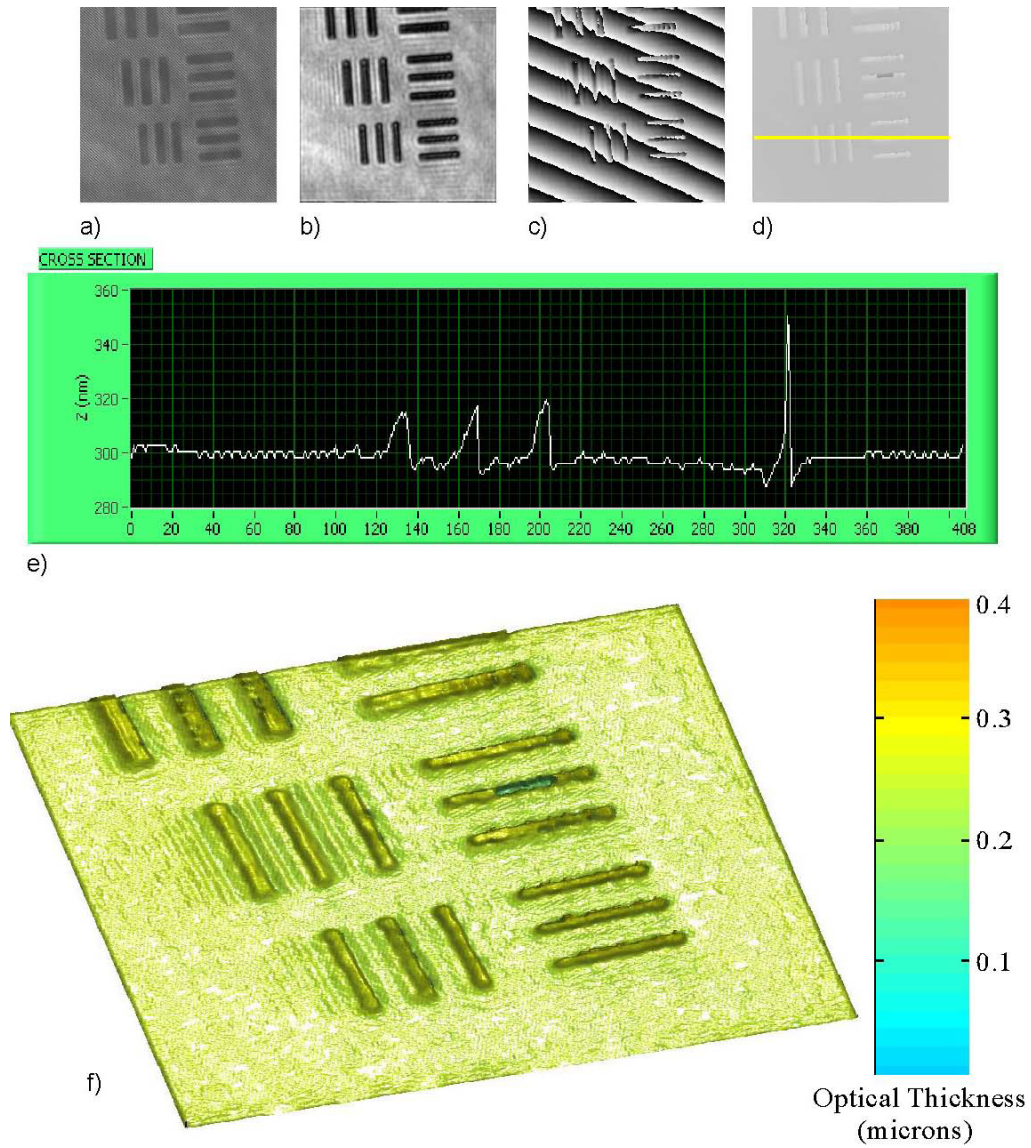 a)
b)
c)
d)
CROSS SECTION
360
340
320
300
280
z (nm)
0 20 40 60 80 100 120 140 160 180 200 220 240 260 280 300 320 340 360 380 408
e)
0.4
0.3
0.2
0.1
f)
Optical Thickness
(microns)